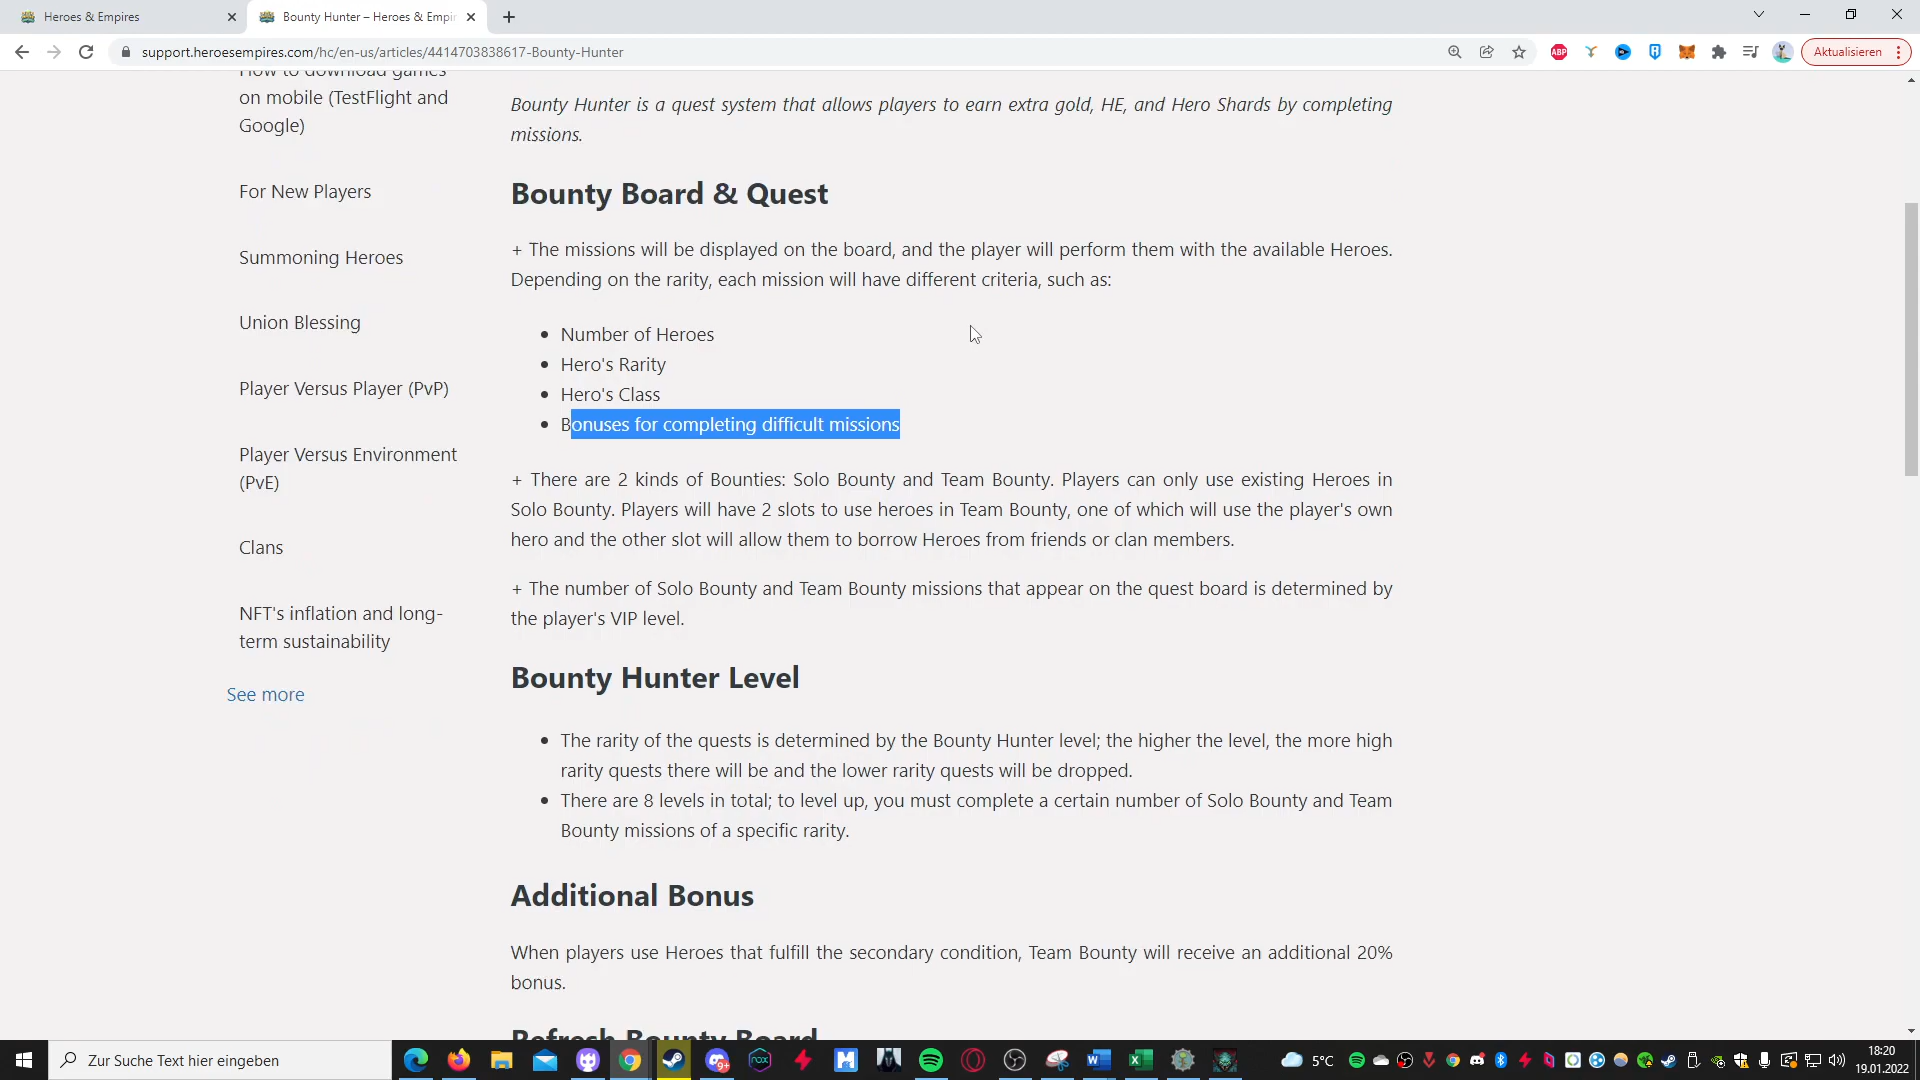 Heroes & Empires
Bounty Hunter – Heroes & Empir
support.heroesempires.com/hc/en-us/articles/4414703838617-Bounty-Hunter
ABP
Aktualisieren
How to download games
on mobile (TestFlight and
Google)
For New Players
Summoning Heroes
Union Blessing
Player Versus Player (PvP)
Player Versus Environment
(PvE)
Clans
NFT's inflation and long-
term sustainability
See more
Bounty Hunter is a quest system that allows players to earn extra gold, HE, and Hero Shards by completing
missions.
Bounty Board & Quest
+ The missions will be displayed on the board, and the player will perform them with the available Heroes.
Depending on the rarity, each mission will have different criteria, such as:
• Number of Heroes
• Hero's Rarity
• Hero's Class
• Bonuses for completing difficult missions
+ There are 2 kinds of Bounties: Solo Bounty and Team Bounty. Players can only use existing Heroes in
Solo Bounty. Players will have 2 slots to use heroes in Team Bounty, one of which will use the player's own
hero and the other slot will allow them to borrow Heroes from friends or clan members.
+ The number of Solo Bounty and Team Bounty missions that appear on the quest board is determined by
the player's VIP level.
Bounty Hunter Level
• The rarity of the quests is determined by the Bounty Hunter level; the higher the level, the more high
rarity quests there will be and the lower rarity quests will be dropped.
• There are 8 levels in total; to level up, you must complete a certain number of Solo Bounty and Team
Bounty missions of a specific rarity.
Additional Bonus
When players use Heroes that fulfill the secondary condition, Team Bounty will receive an additional 20%
bonus.
Refresh Bounty Board
Zur Suche Text hier eingeben
9+
5°C
18:20
19.01.2022